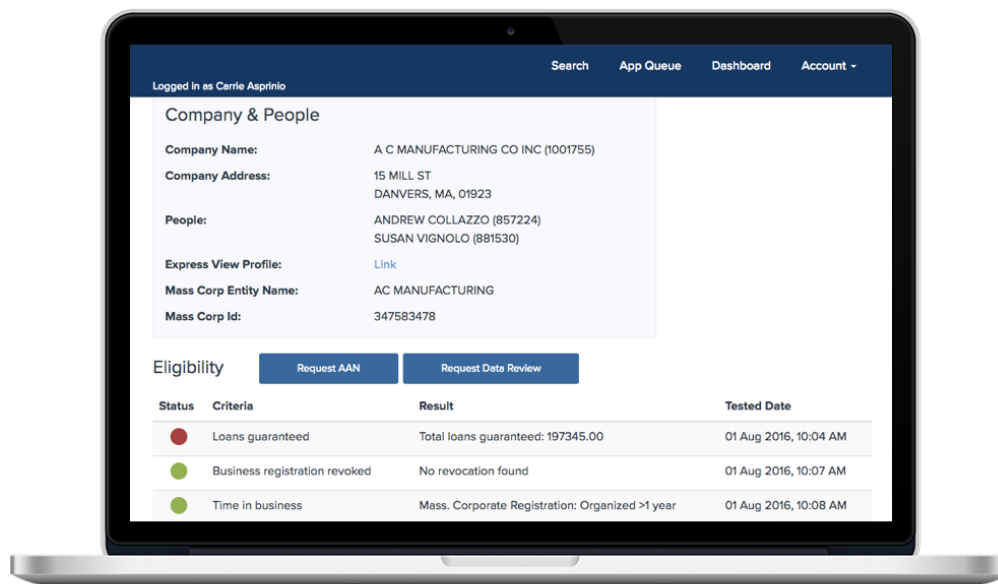 Search App Queue Dashboard Account
Logged in as Carrie Asprinio
Company & People
Company Name: A C MANUFACTURING CO INC (1001755)
Company Address: 15 MILL ST
DANVERS, MA, 01923
People: ANDREW COLLAZZO (857224)
SUSAN VIGNOLO (881530)
Express View Profile: Link
Mass Corp Entity Name: AC MANUFACTURING
Mass Corp Id: 347583478
Eligibility Request AAN Request Data Review
Status Criteria Result Tested Date
Loans guaranteed Total loans guaranteed: 197345.00 01 Aug 2016, 10:04 AM
Business registration revoked No revocation found 01 Aug 2016, 10:07 AM
Time in business Mass. Corporate Registration: Organized >1 year 01 Aug 2016, 10:08 AM